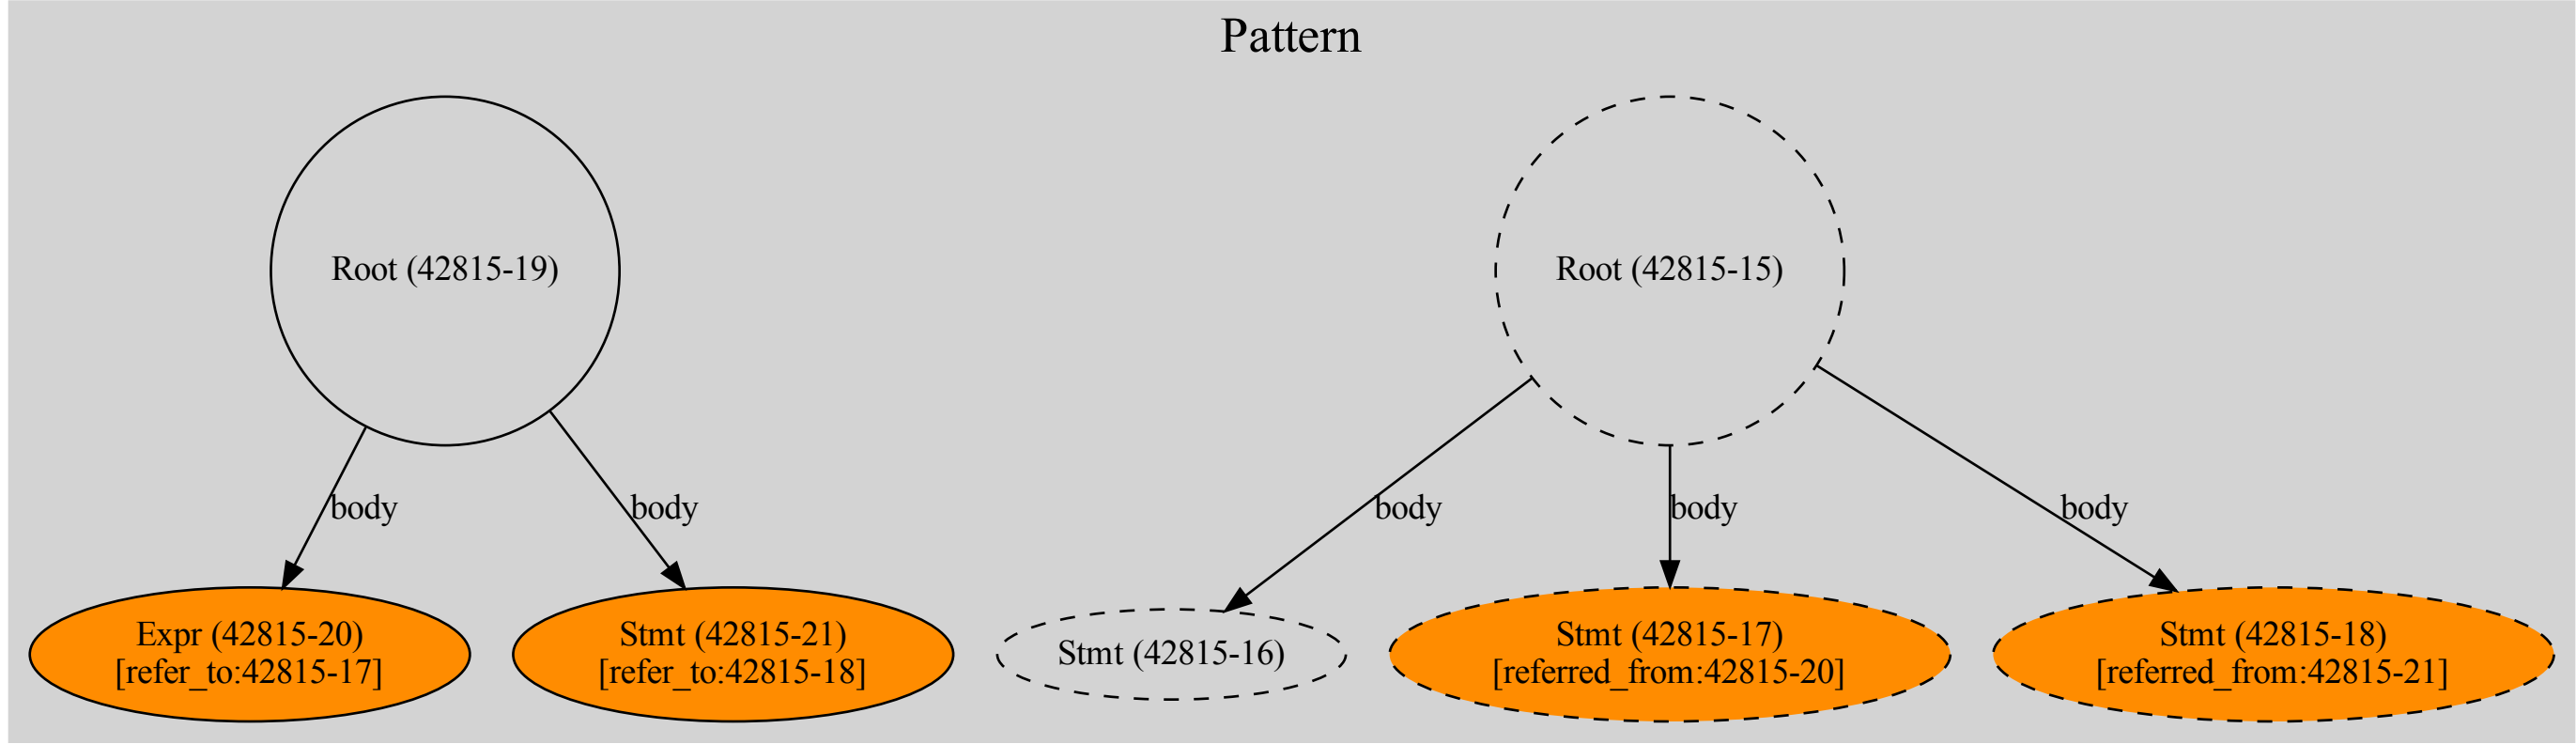 Pattern
Root (42815-19)
Root (42815-15)
body
body
body
body
body
Expr (42815-20)
[refer_to:42815-17]
Stmt (42815-21)
[refer_to:42815-18]
Stmt (42815-16)
Stmt (42815-17)
[referred_from:42815-20]
Stmt (42815-18)
[referred_from:42815-21]